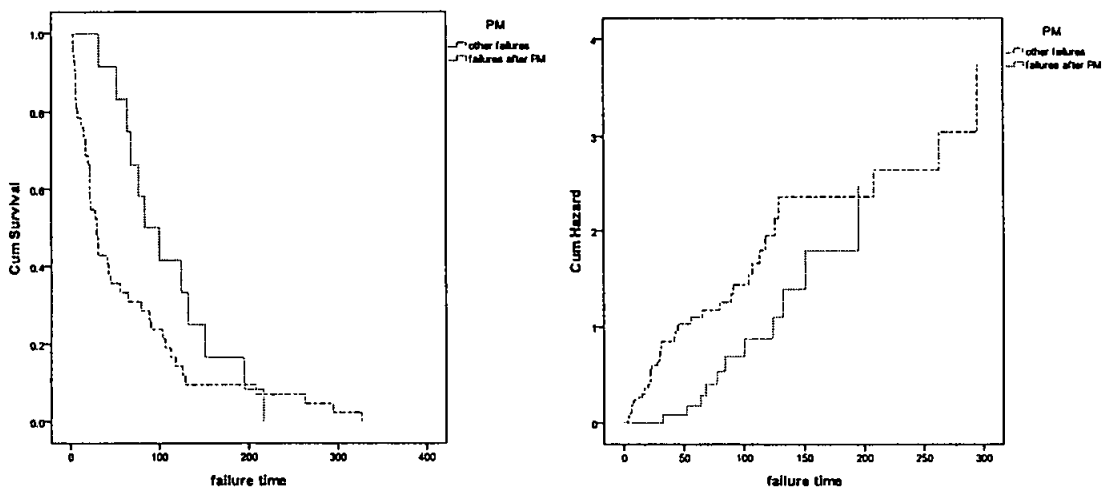 PM
other failures
failures after PM
Cum Survival
1.0
0.8
0.6
0.4
0.2
0.0
0 100 200 300 400
failure time
PM
other failures
failures after PM
Cum Hazard
4
3
2
1
0
0 50 100 150 200 250 300
failure time